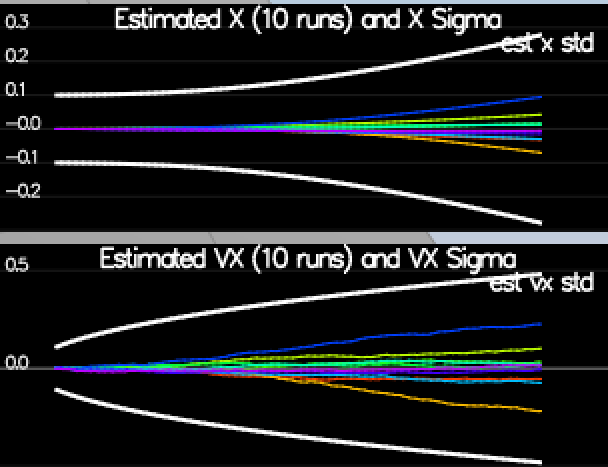 Estimated X (10 runs) and X Sigma
0.3
est x std
0.2
0.1
-0.0
-0.1
-0.2
Estimated VX (10 runs) and VX Sigma
0.5
est vx std
0.0